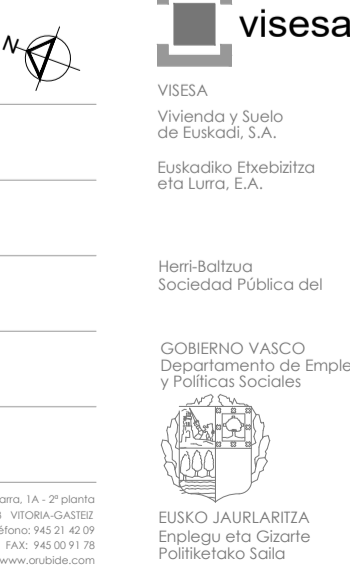 N
visesa
VISESA
Vivienda y Suelo
de Euskadi, S.A.
Euskadiko Etxebizitza
eta Lurra, E.A.
Herri-Baltzua
Sociedad Pública del
GOBIERNO VASCO
Departamento de Emple
y Políticas Sociales
EUSKO JAURLARITZA
Enplegu eta Gizarte
Politiketako Saila
arra, 1A - 2ª planta
VITORIA-GASTEIZ
éfono: 945 21 42 09
FAX: 945 00 91 78
www.orubide.com